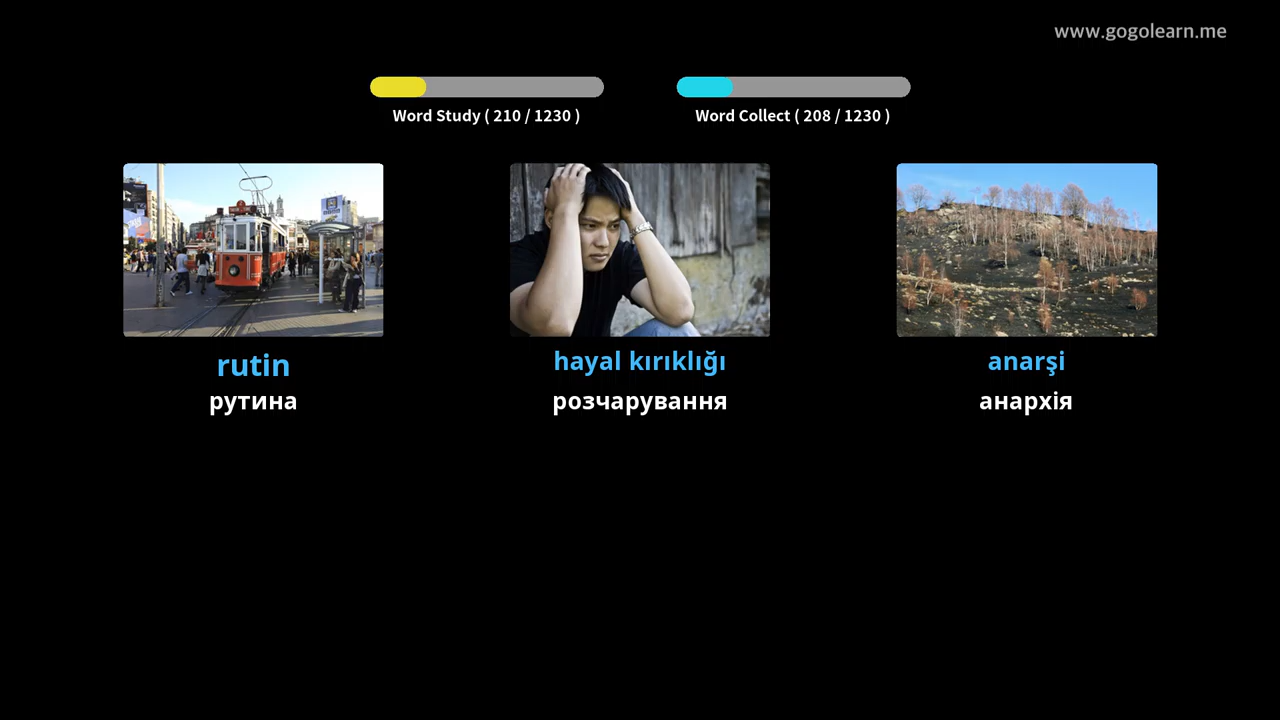 www.gogolearn.me
Word Study ( 210 / 1230 )
Word Collect ( 208 / 1230 )
rutin
рутина
hayal kırıklığı
розчарування
anarşi
анархія